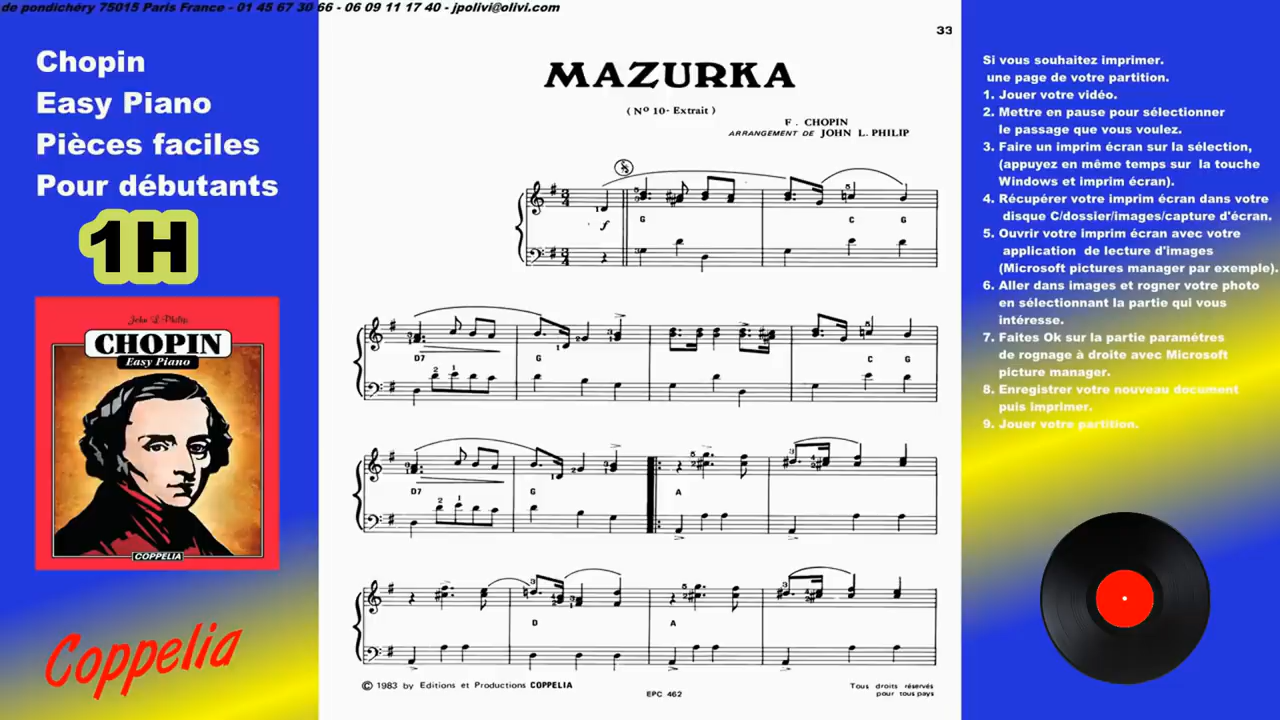 de pondichéry 75015 Paris France - 01 45 67 30 66 - 06 09 11 17 40 - jpolivi@olivi.com
Chopin
Easy Piano
Pièces faciles
Pour débutants
1H
John L. Philip
CHOPIN
Easy Piano
COPPELIA
Coppelia
33
MAZURKA
( Nº 10- Extrait )
F. CHOPIN
ARRANGEMENT DE JOHN L. PHILIP
f
G
C
G
D7
G
C
G
D7
G
A
D
A
© 1983 by Editions et Productions COPPELIA
EPC 462
Tous droits réservés
pour tous pays
Si vous souhaitez imprimer.
une page de votre partition.
1. Jouer votre vidéo.
2. Mettre en pause pour sélectionner
le passage que vous voulez.
3. Faire un imprim écran sur la sélection,
(appuyez en même temps sur la touche
Windows et imprim écran).
4. Récupérer votre imprim écran dans votre
disque C/dossier/images/capture d'écran.
5. Ouvrir votre imprim écran avec votre
application de lecture d'images
(Microsoft pictures manager par exemple).
6. Aller dans images et rogner votre photo
en sélectionnant la partie qui vous
intéresse.
7. Faites Ok sur la partie paramétres
de rognage à droite avec Microsoft
picture manager.
8. Enregistrer votre nouveau document
puis imprimer.
9. Jouer votre partition.